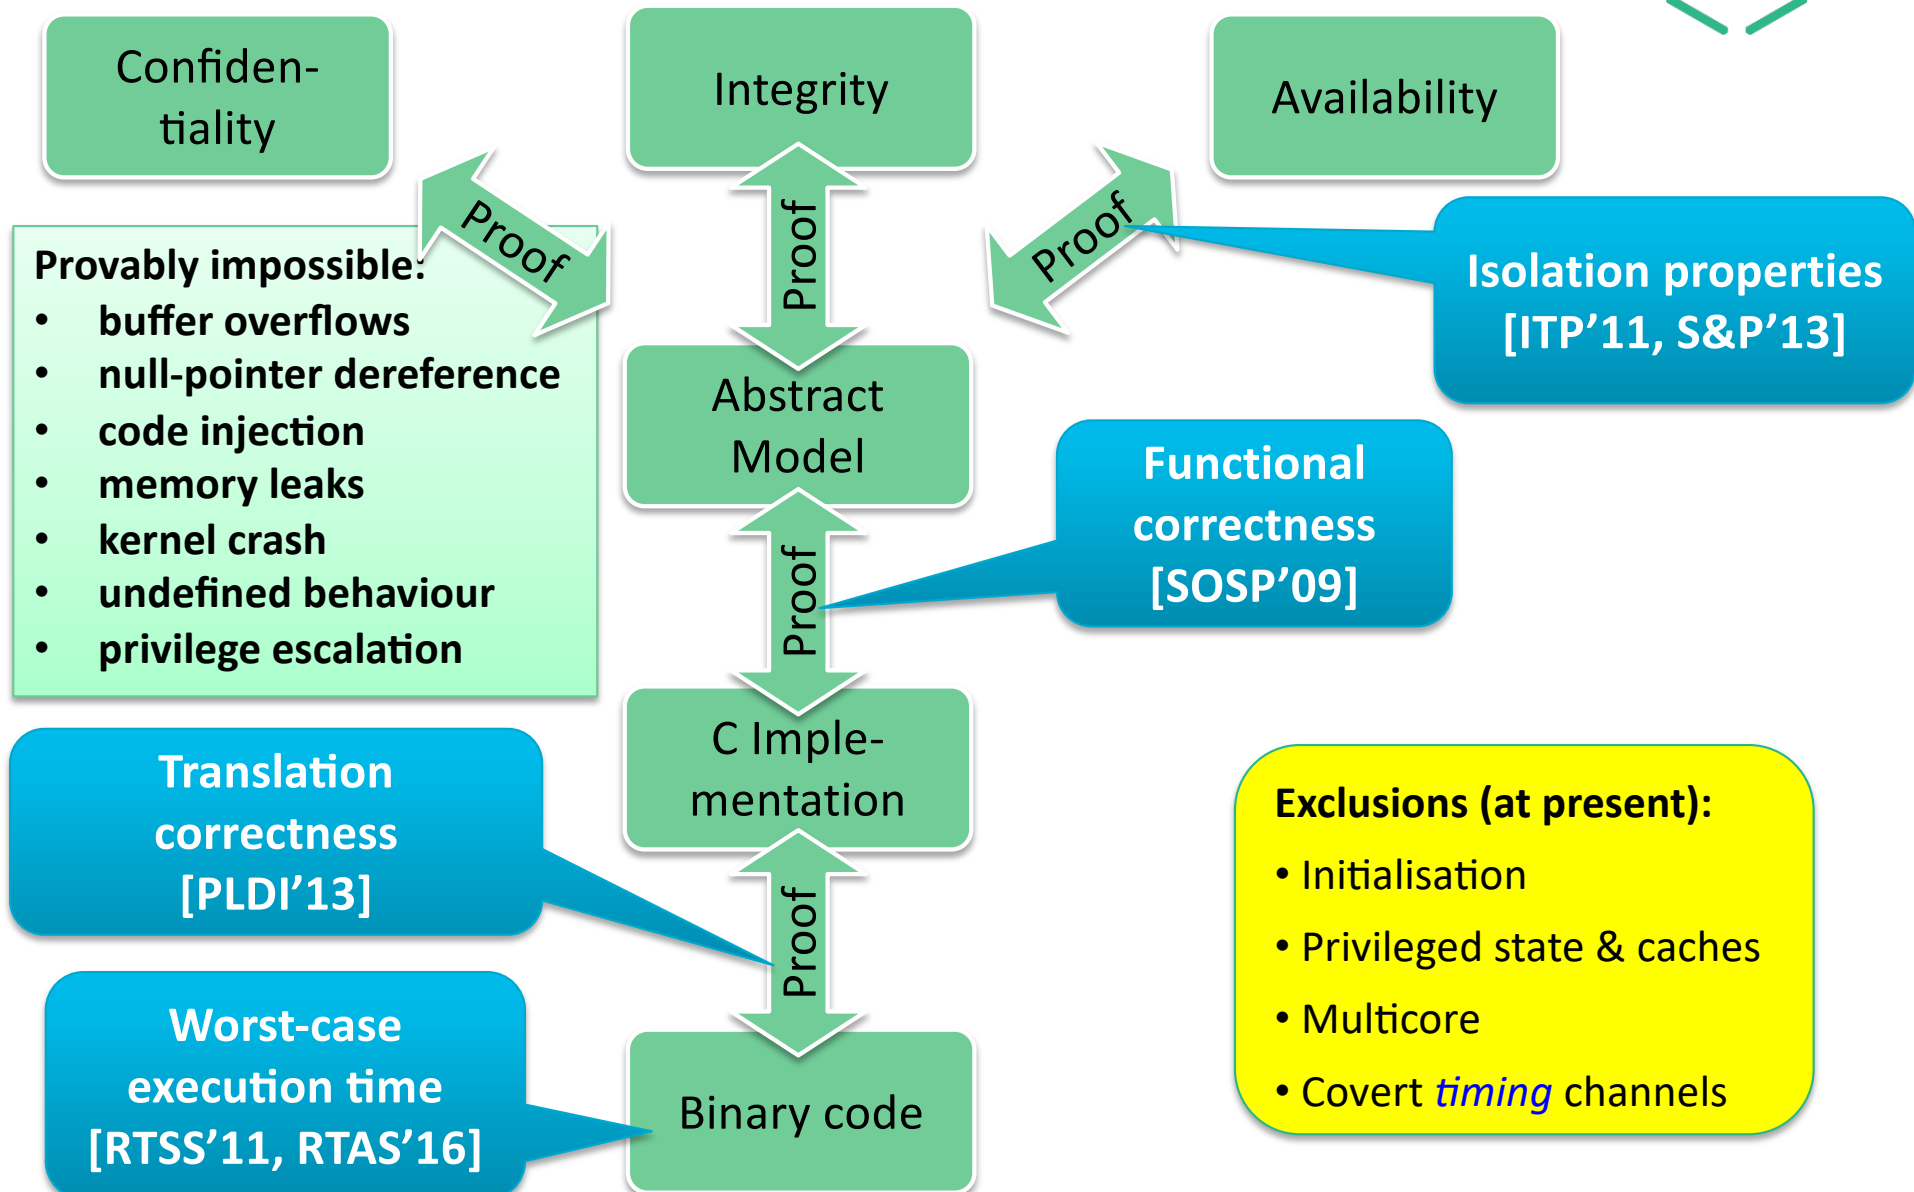 Confiden-
tiality
Integrity
Availability
Proof
Proof
Proof
Provably impossible:
• buffer overflows
• null-pointer dereference
• code injection
• memory leaks
• kernel crash
• undefined behaviour
• privilege escalation
Isolation properties
[ITP’11, S&P’13]
Abstract
Model
Functional
correctness
[SOSP’09]
Proof
C Imple-
mentation
Translation
correctness
[PLDI’13]
Proof
Exclusions (at present):
• Initialisation
• Privileged state & caches
• Multicore
• Covert timing channels
Worst-case
execution time
[RTSS’11, RTAS’16]
Binary code